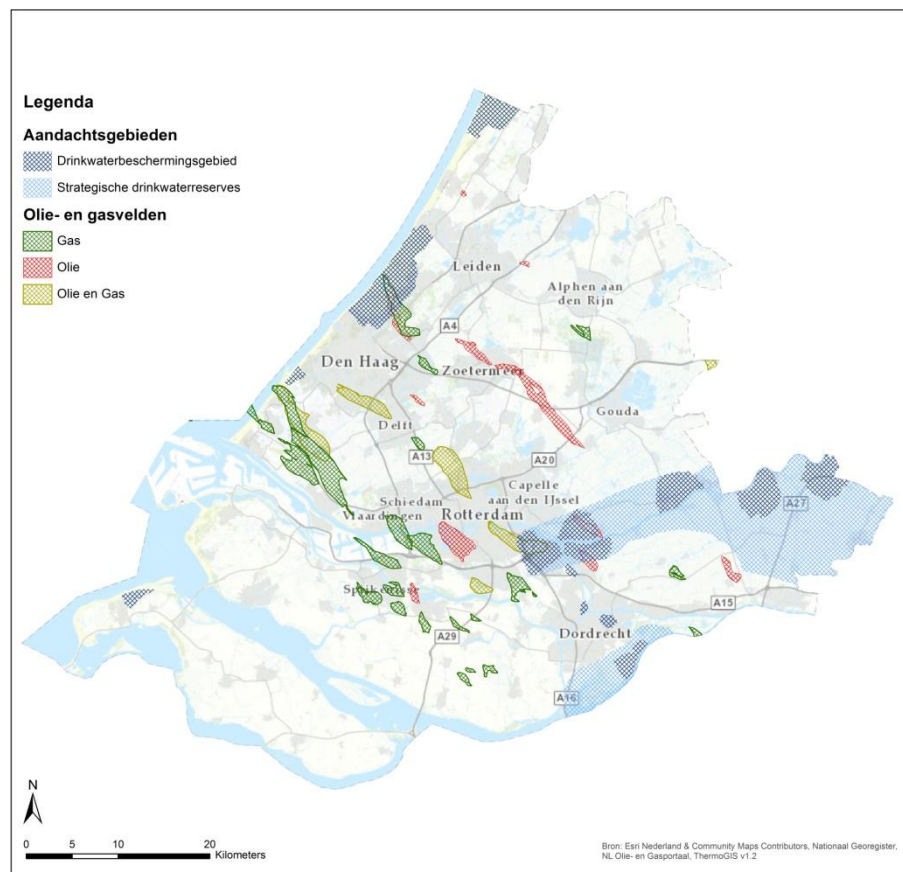 Legenda
Aandachtsgebieden
Drinkwaterbeschermingsgebied
Strategische drinkwaterreserves
Olie- en gasvelden
Gas
Olie
Olie en Gas
Leiden
Alphen aan
den Rijn
A4
Den Haag
Zoetermeer
Gouda
Delft
A13
A20
Capelle
aan den IJssel
Schiedam
Vlaardingen
Rotterdam
A27
Spijkenisse
A15
Dordrecht
A29
A16
N
0 5 10 20
Kilometers
Bron: Esri Nederland & Community Maps Contributors, Nationaal Georegister,
NL Olie- en Gasportaal, ThermoGIS v1.2